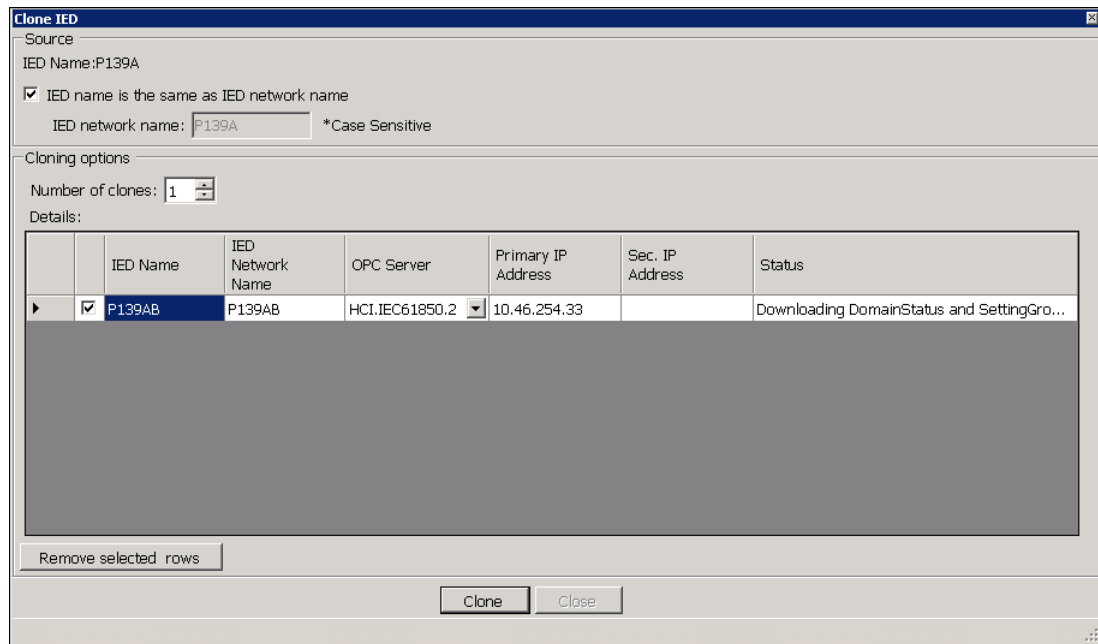 Clone IED
Source
IED Name:P139A
IED name is the same as IED network name
IED network name: P139A *Case Sensitive
Cloning options
Number of clones: 1
Details:
IED Name IED Network Name OPC Server Primary IP Address Sec. IP Address Status
P139AB P139AB HCI.IEC61850.2 10.46.254.33 Downloading DomainStatus and SettingGro...
Remove selected rows
Clone Close